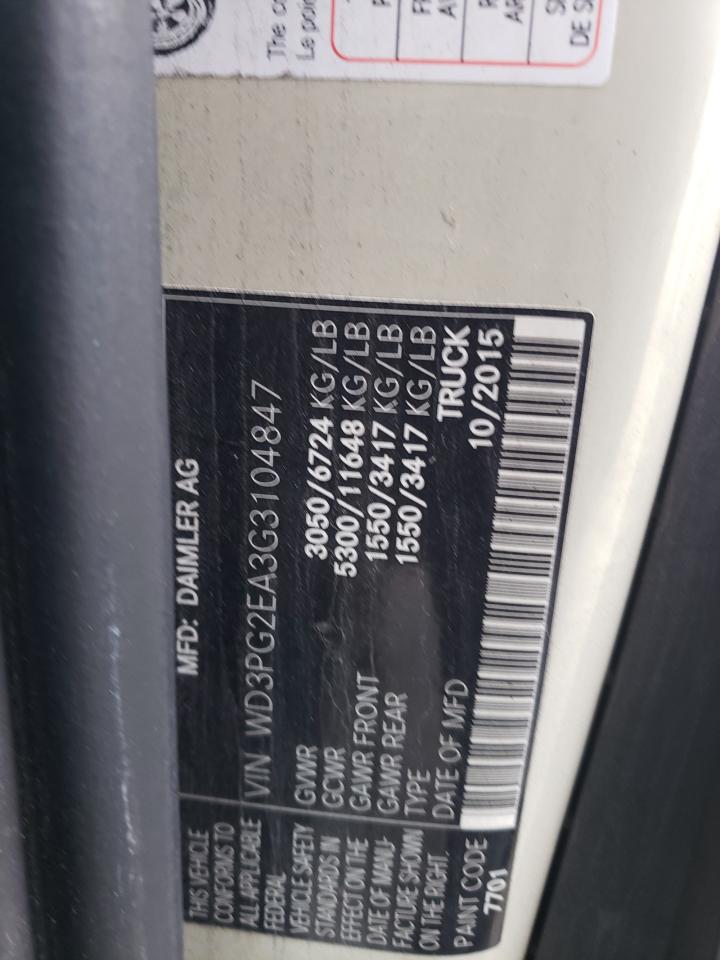 The co
La poi
MFD: DAIMLER AG
VIN WD3PG2EA3G3104847
GVWR 3050/6724 KG/LB
GCWR 5300/11648 KG/LB
GAWR FRONT 1550/3417 KG/LB
GAWR REAR 1550/3417 KG/LB
TYPE TRUCK
DATE OF MFD 10/2015
THIS VEHICLE
CONFORMS TO
ALL APPLICABLE
FEDERAL
VEHICLE SAFETY
STANDARDS IN
EFFECT ON THE
DATE OF MANU-
FACTURE SHOWN
ON THE RIGHT.
PAINT CODE
7701